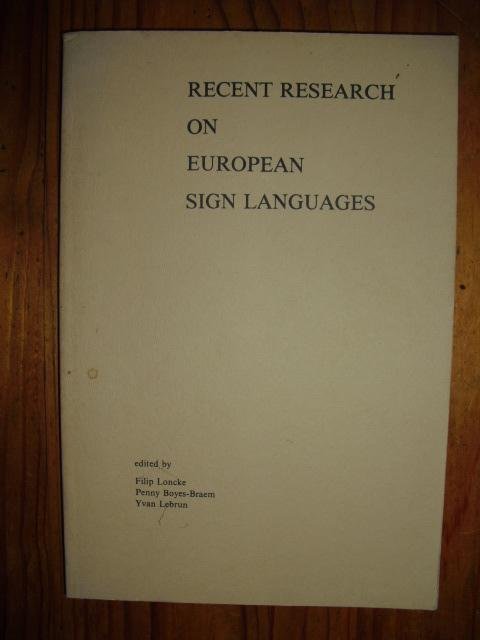 RECENT RESEARCH
ON
EUROPEAN
SIGN LANGUAGES
edited by
Filip Loncke
Penny Boyes-Braem
Yvan Lebrun